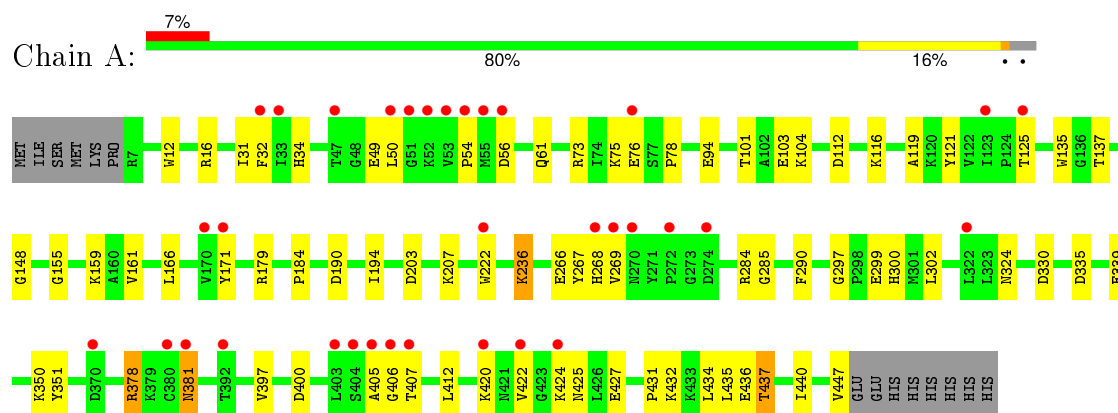 7%
Chain A:
80% 16% • •
MET ILE SER MET LYS PRO R7 W12 R16 I31 F32 I33 H34 T47 G48 E49 L50 G51 K52 V53 P54 M55 D56 Q61 R73 I74 K75 E76 S77 P78 E94 T101 A102 E103 K104 D112 K116 A119 K120 Y121 V122 I123 P124 T125 W135 G136 T137
G148 G155 K159 A160 V161 L166 V170 Y171 R179 P184 D190 I194 D203 K207 W222 K236 E266 Y267 H268 V269 N270 Y271 P272 G273 D274 R284 G285 F290 G297 P298 E299 H300 M301 L302 L322 L323 N324 D330 D335 E339
K350 Y351 D370 R378 K379 C380 N381 T392 V397 D400 L403 S404 A405 G406 T407 L412 K420 N421 V422 G423 K424 N425 L426 E427 P431 K432 K433 L434 L435 E436 T437 I440 V447 GLU GLU HIS HIS HIS HIS HIS HIS